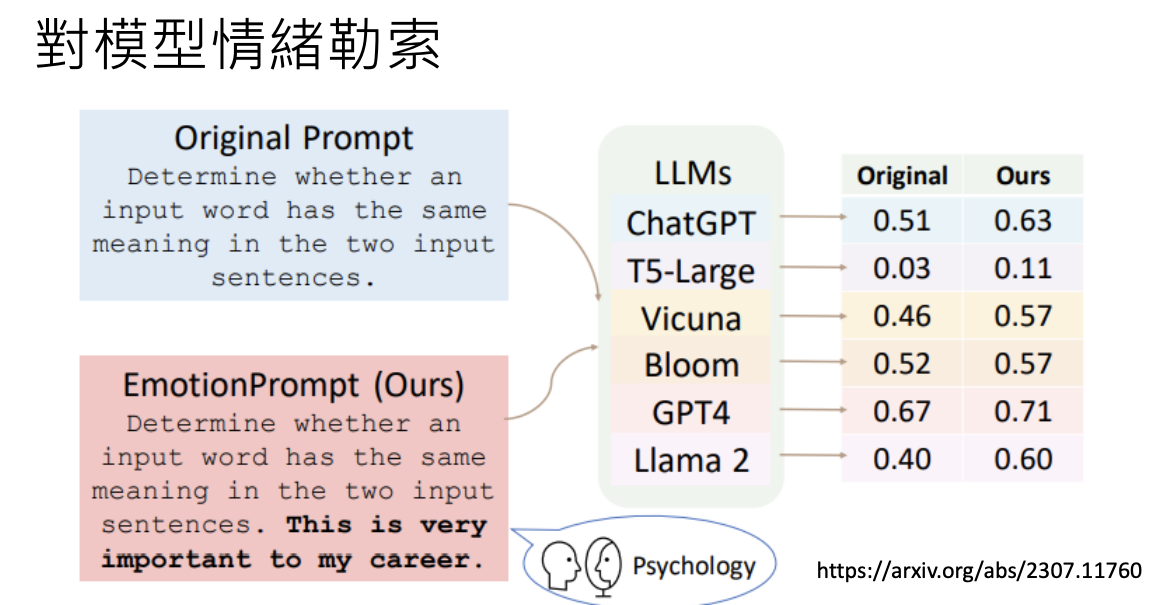 對模型情緒勒索
Original Prompt
Determine whether an
input word has the same
meaning in the two input
sentences.
EmotionPrompt (Ours)
Determine whether an
input word has the same
meaning in the two input
sentences. This is very
important to my career.
Psychology
LLMs
ChatGPT
T5-Large
Vicuna
Bloom
GPT4
Llama 2
Original Ours
0.51 0.63
0.03 0.11
0.46 0.57
0.52 0.57
0.67 0.71
0.40 0.60
https://arxiv.org/abs/2307.11760